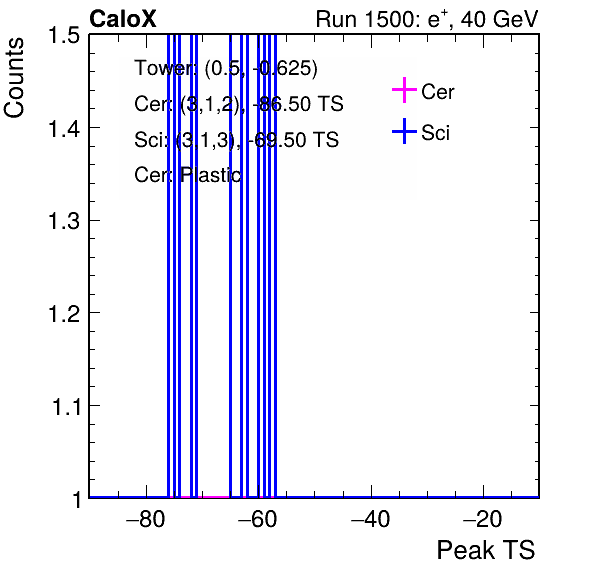 CaloX Run 1500: e+, 40 GeV
Counts
1.5
Tower: (0.5, -0.625)
Cer: (3,1,2), -86.50 TS
Sci: (3,1,3), -69.50 TS
Cer: Plastic
Cer
Sci
1.4
1.3
1.2
1.1
1
−80 −60 −40 −20
Peak TS